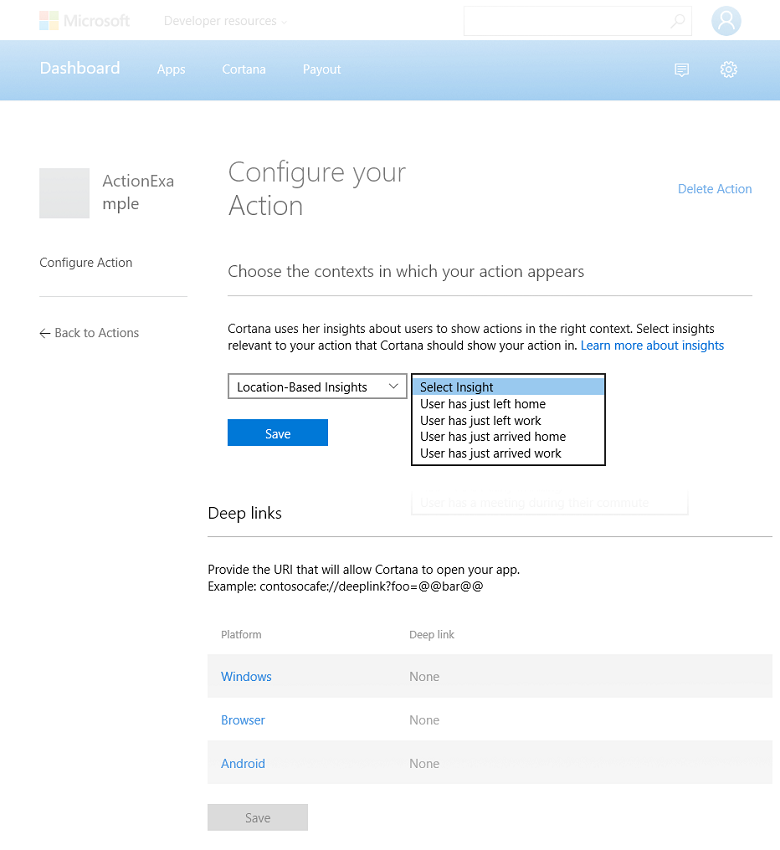 Microsoft
Developer resources
Dashboard
Apps
Cortana
Payout
ActionExa
mple
Configure your
Action
Delete Action
Configure Action
Choose the contexts in which your action appears
← Back to Actions
Cortana uses her insights about users to show actions in the right context. Select insights
relevant to your action that Cortana should show your action in. Learn more about insights
Location-Based Insights
Select Insight
User has just left home
User has just left work
User has just arrived home
User has just arrived work
Save
User has a meeting during their commute
Deep links
Provide the URI that will allow Cortana to open your app.
Example: contosocafe://deeplink?foo=@@bar@@
Platform
Deep link
Windows
None
Browser
None
Android
None
Save